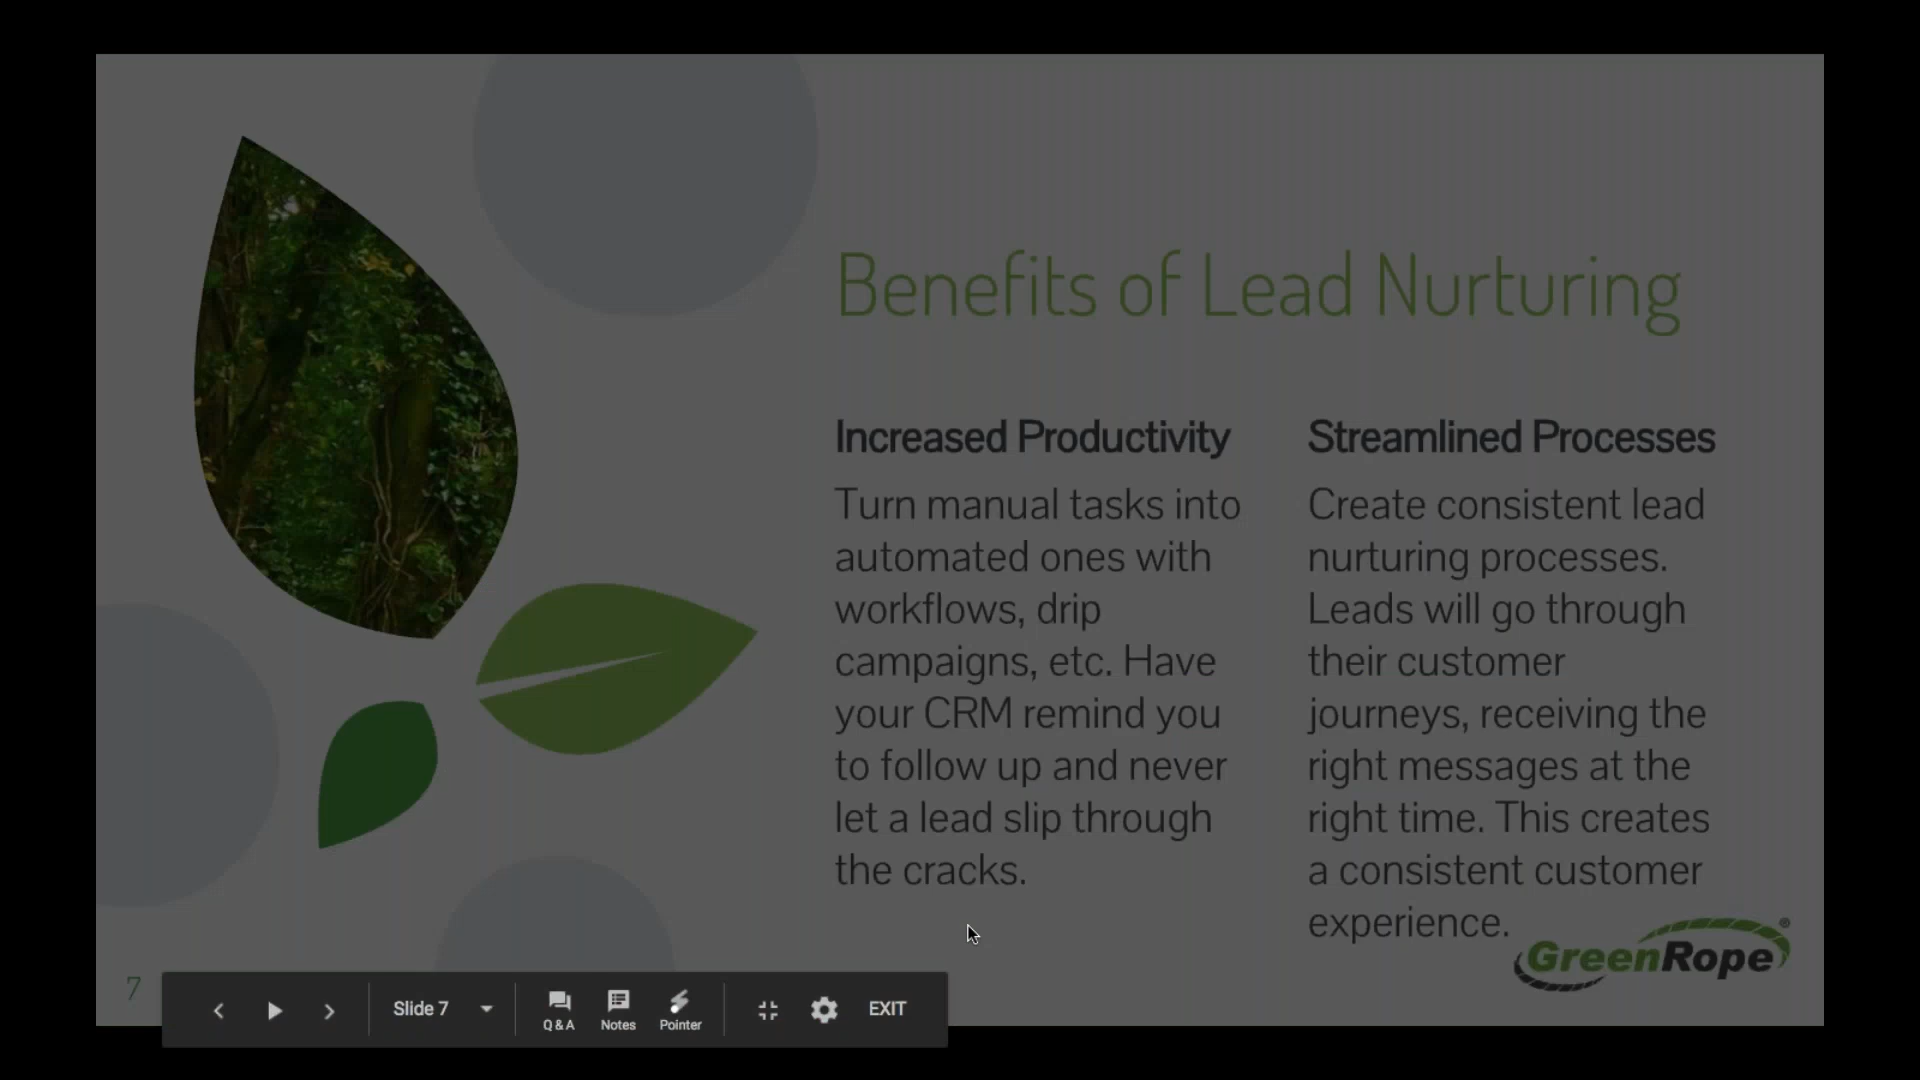 Benefits of Lead Nurturing
Increased Productivity
Turn manual tasks into
automated ones with
workflows, drip
campaigns, etc. Have
your CRM remind you
to follow up and never
let a lead slip through
the cracks.
Streamlined Processes
Create consistent lead
nurturing processes.
Leads will go through
their customer
journeys, receiving the
right messages at the
right time. This creates
a consistent customer
experience.
GreenRope®
7
Slide 7
Q & A
Notes
Pointer
EXIT